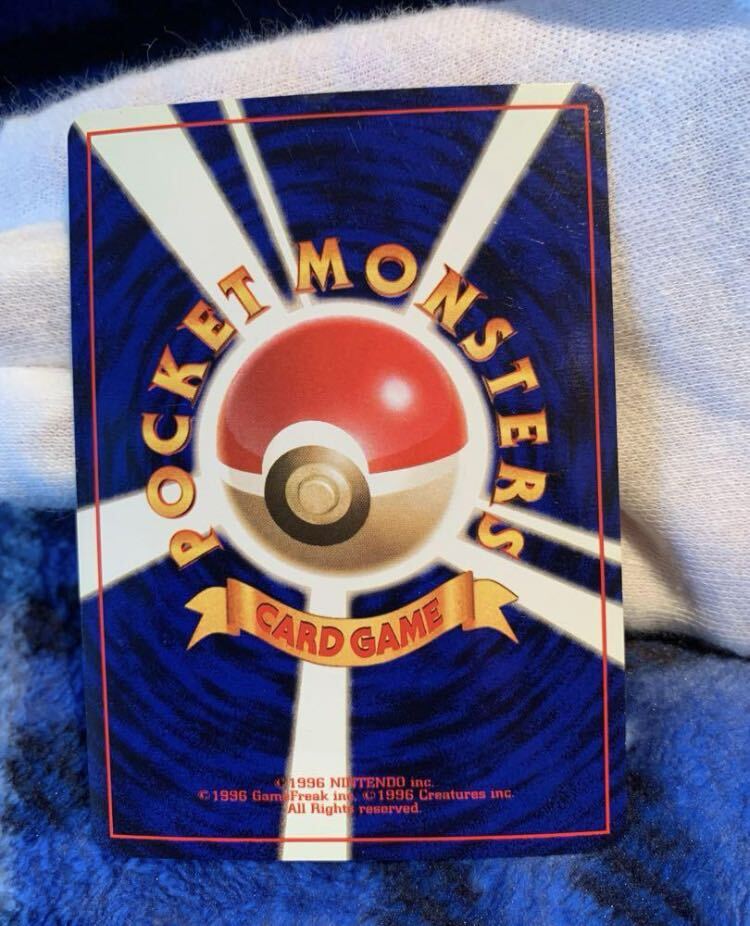 POCKET MONSTERS
CARD GAME
©1996 NINTENDO inc.
©1996 GameFreak inc. ©1996 Creatures inc.
All Rights reserved.